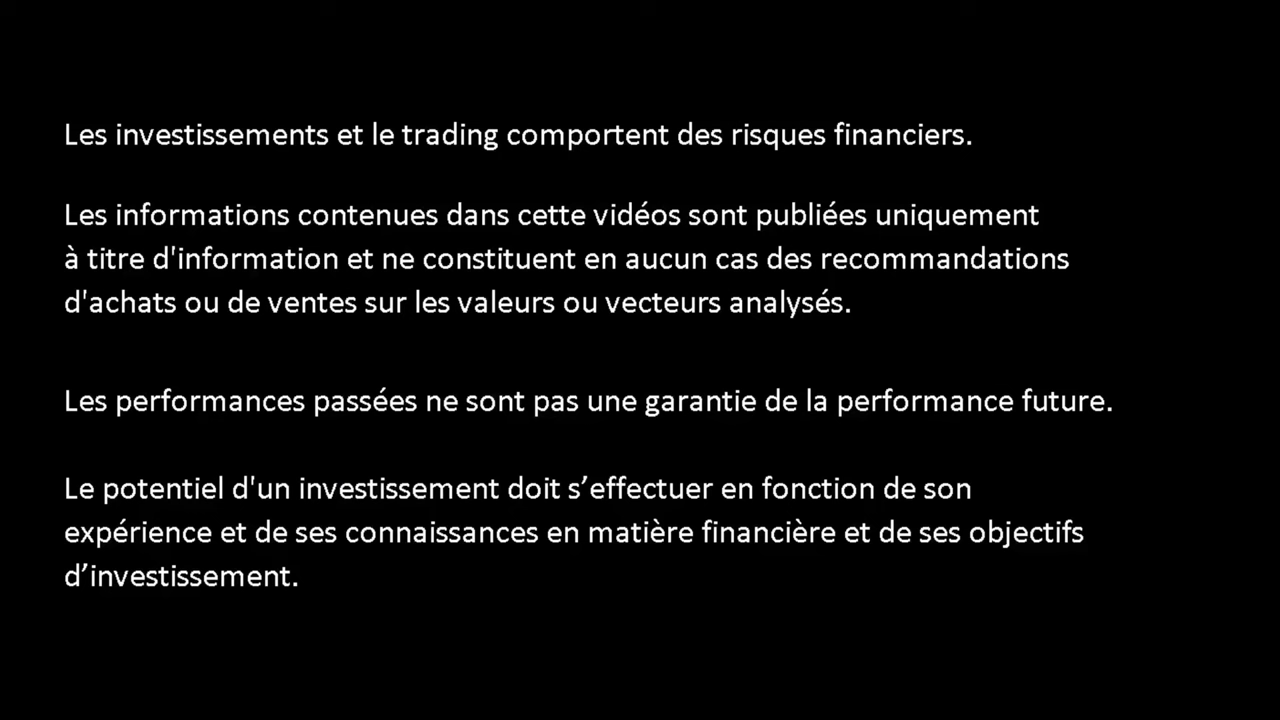 Les investissements et le trading comportent des risques financiers.
Les informations contenues dans cette vidéos sont publiées uniquement
à titre d'information et ne constituent en aucun cas des recommandations
d'achats ou de ventes sur les valeurs ou vecteurs analysés.
Les performances passées ne sont pas une garantie de la performance future.
Le potentiel d'un investissement doit s’effectuer en fonction de son
expérience et de ses connaissances en matière financière et de ses objectifs
d’investissement.